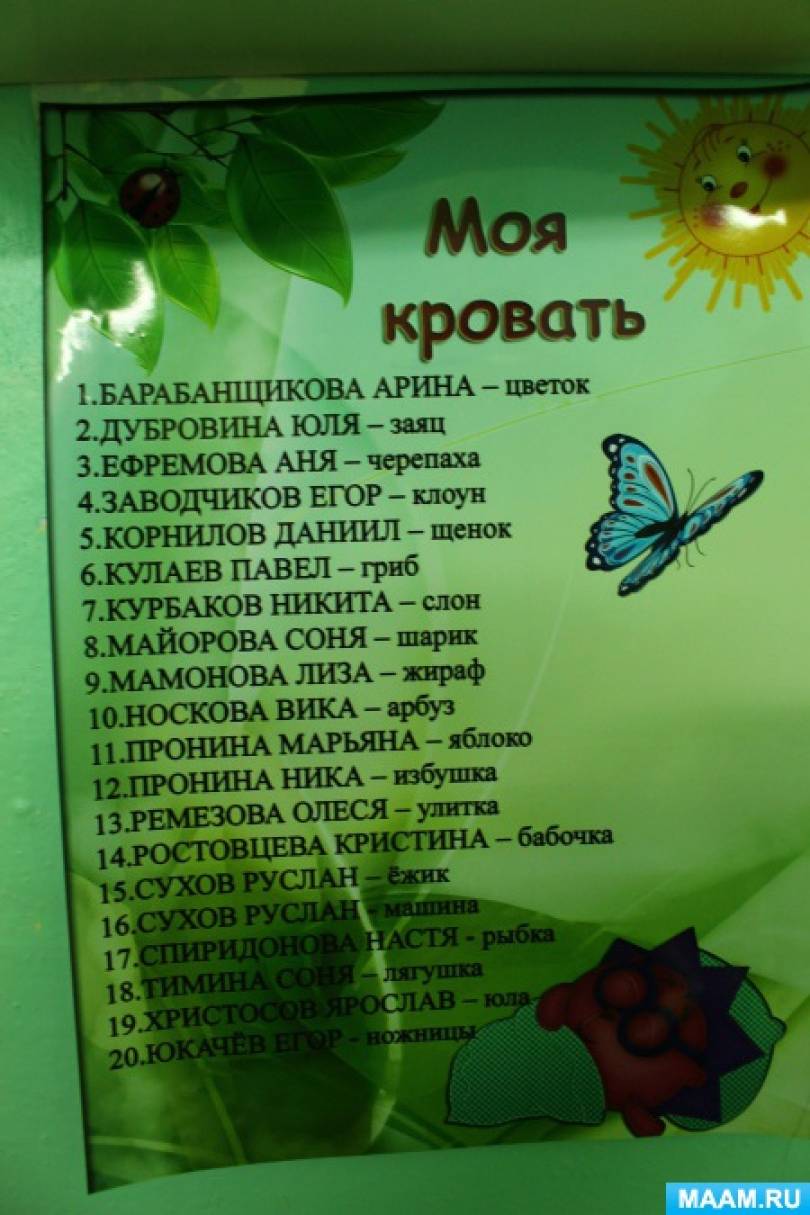 Моя
кровать
1.БАРАБАНЩИКОВА АРИНА – цветок
2.ДУБРОВИНА ЮЛЯ – заяц
3.ЕФРЕМОВА АНЯ – черепаха
4.ЗАВОДЧИКОВ ЕГОР – клоун
5.КОРНИЛОВ ДАНИИЛ – щенок
6.КУЛАЕВ ПАВЕЛ – гриб
7.КУРБАКОВ НИКИТА – слон
8.МАЙОРОВА СОНЯ – шарик
9.МАМОНОВА ЛИЗА – жираф
10.НОСКОВА ВИКА – арбуз
11.ПРОНИНА МАРЬЯНА – яблоко
12.ПРОНИНА НИКА – избушка
13.РЕМЕЗОВА ОЛЕСЯ – улитка
14.РОСТОВЦЕВА КРИСТИНА – бабочка
15.СУХОВ РУСЛАН – ёжик
16.СУХОВ РУСЛАН - машина
17.СПИРИДОНОВА НАСТЯ - рыбка
18.ТИМИНА СОНЯ – лягушка
19.ХРИСТОСОВ ЯРОСЛАВ – юла
20.ЮКАЧЁВ ЕГОР - ножницы
MAAM.RU